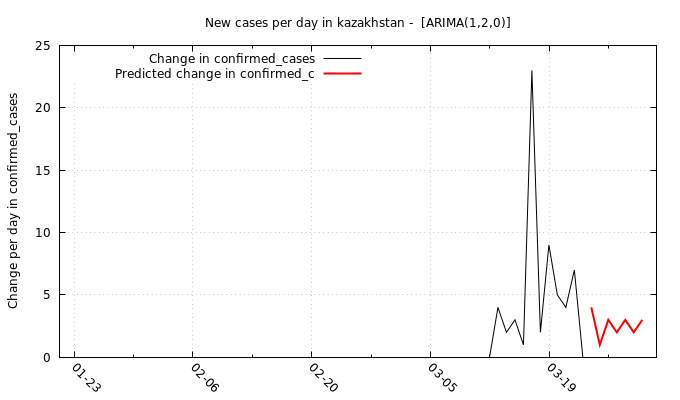 New cases per day in kazakhstan - [ARIMA(1,2,0)]
Change in confirmed_cases
Predicted change in confirmed_c
Change per day in confirmed_cases
25
20
15
10
5
0
01-23
02-06
02-20
03-05
03-19